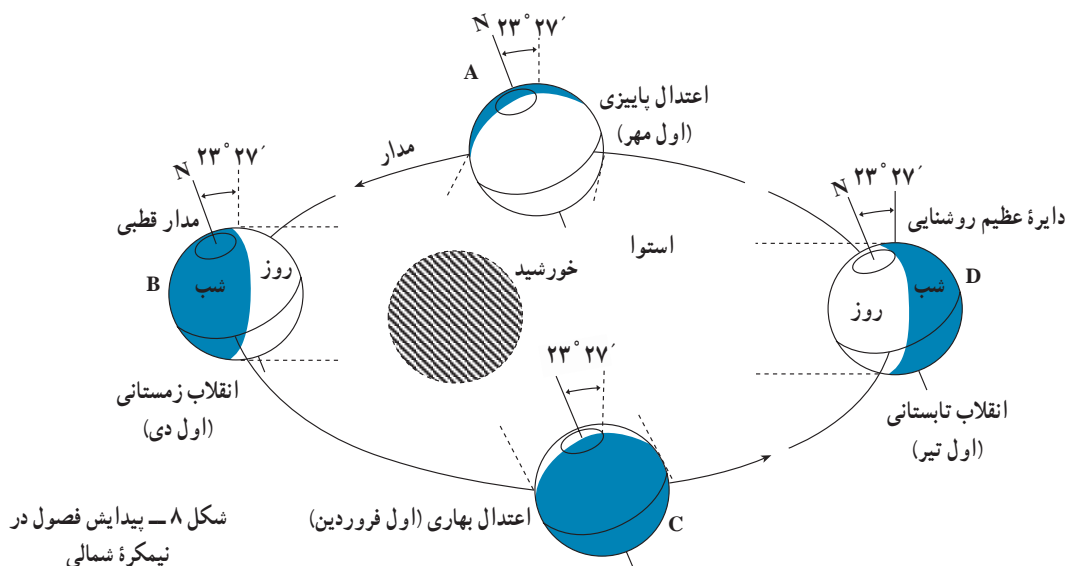 N ۲۳° ۲۷′
A
اعتدال پاییزی
(اول مهر)
مدار
N ۲۳° ۲۷′
مدار قطبی
روز
شب
B
انقلاب زمستانی
(اول دی)
استوا
خورشید
N ۲۳° ۲۷′
دایرهٔ عظیم روشنایی
شب
D
روز
انقلاب تابستانی
(اول تیر)
۲۳° ۲۷′
N
C
اعتدال بهاری (اول فروردین)
شکل ۸ ــ پیدایش فصول در
نیمکرهٔ شمالی